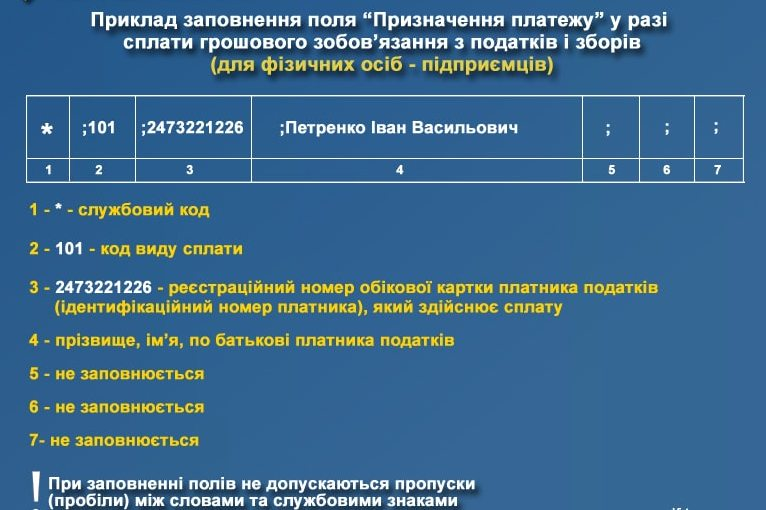 Приклад заповнення поля “Призначення платежу” у разі
сплати грошового зобов’язання з податків і зборів
(для фізичних осіб - підприємців)
* ;101 ;2473221226 ;Петренко Іван Васильович ; ; ;
1 2 3 4 5 6 7
1 - * - службовий код
2 - 101 - код виду сплати
3 - 2473221226 - реєстраційний номер обікової картки платника податків
(ідентифікаційний номер платника), який здійснює сплату
4 - прізвище, ім’я, по батькові платника податків
5 - не заповнюється
6 - не заповнюється
7- не заповнюється
! При заповненні полів не допускаються пропуски
(пробіли) між словами та службовими знаками